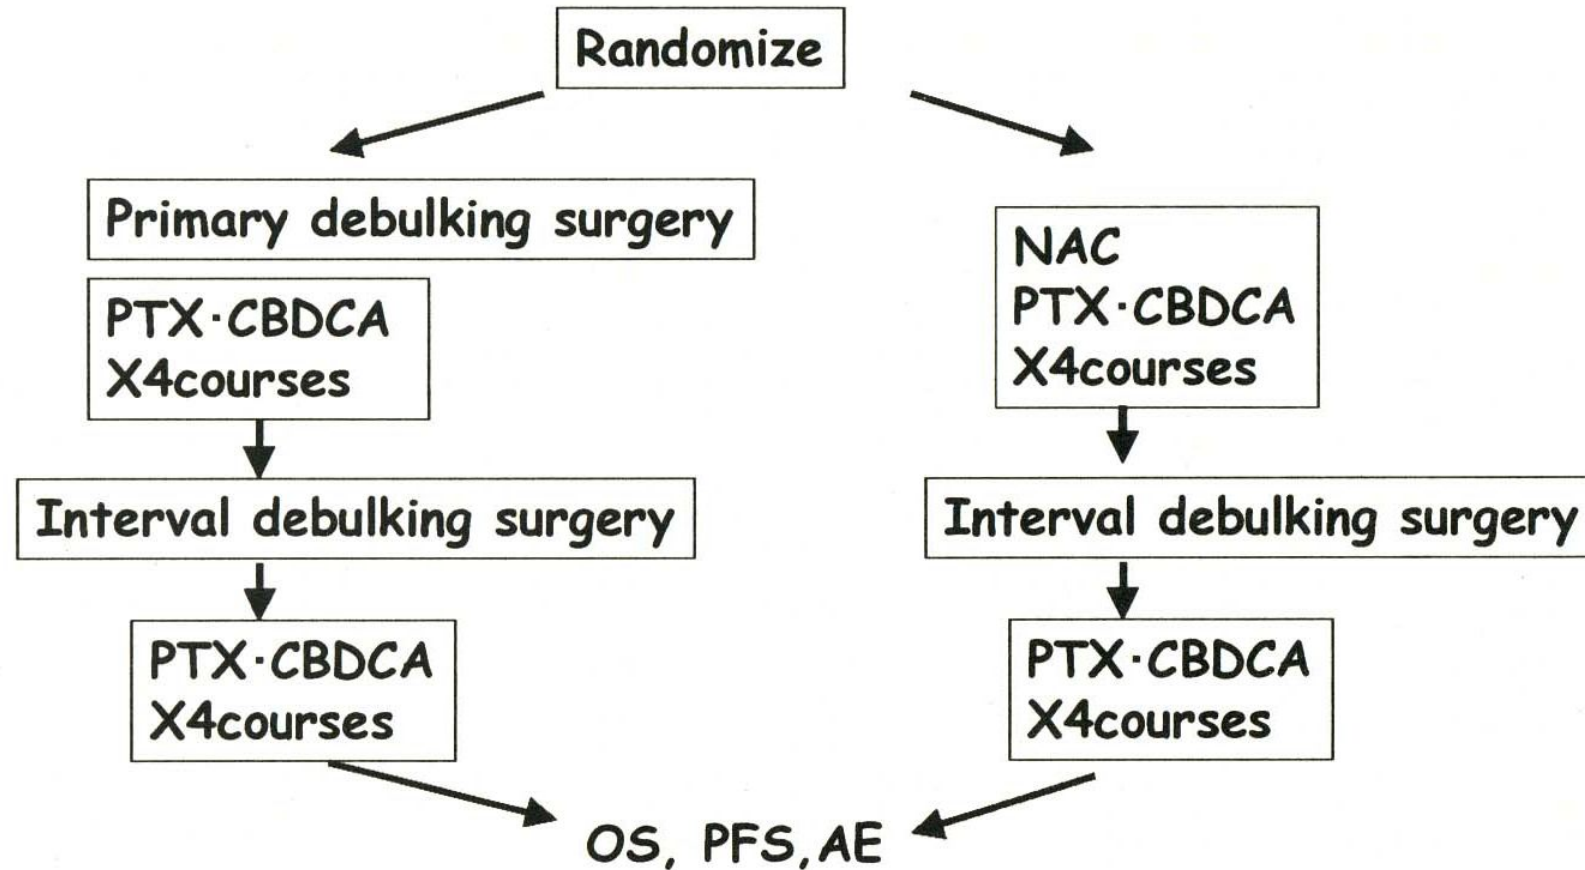 Randomize
Primary debulking surgery
PTX·CBDCA
X4courses
Interval debulking surgery
PTX·CBDCA
X4courses
NAC
PTX·CBDCA
X4courses
Interval debulking surgery
PTX·CBDCA
X4courses
OS, PFS,AE